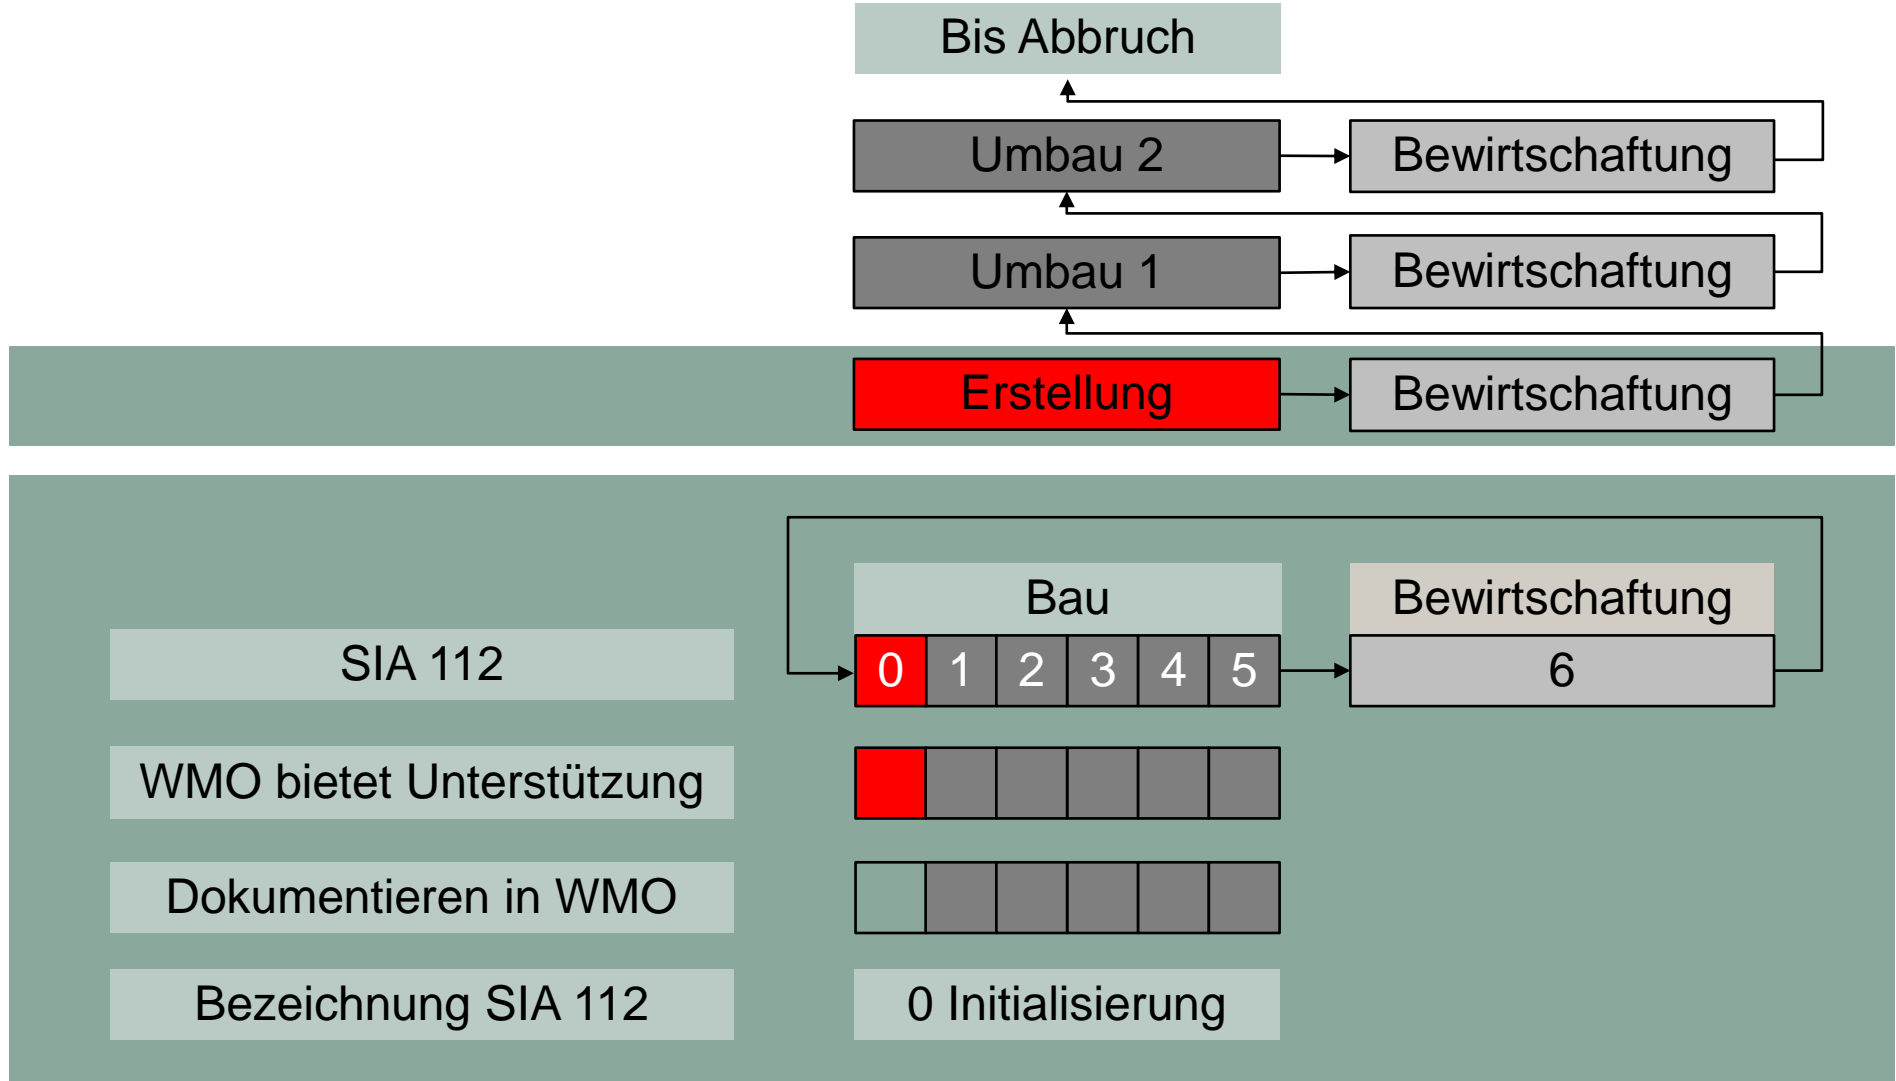 Bis Abbruch
Umbau 2 Bewirtschaftung
Umbau 1 Bewirtschaftung
Erstellung Bewirtschaftung
Bau Bewirtschaftung
SIA 112 0 1 2 3 4 5 6
WMO bietet Unterstützung
Dokumentieren in WMO
Bezeichnung SIA 112 0 Initialisierung